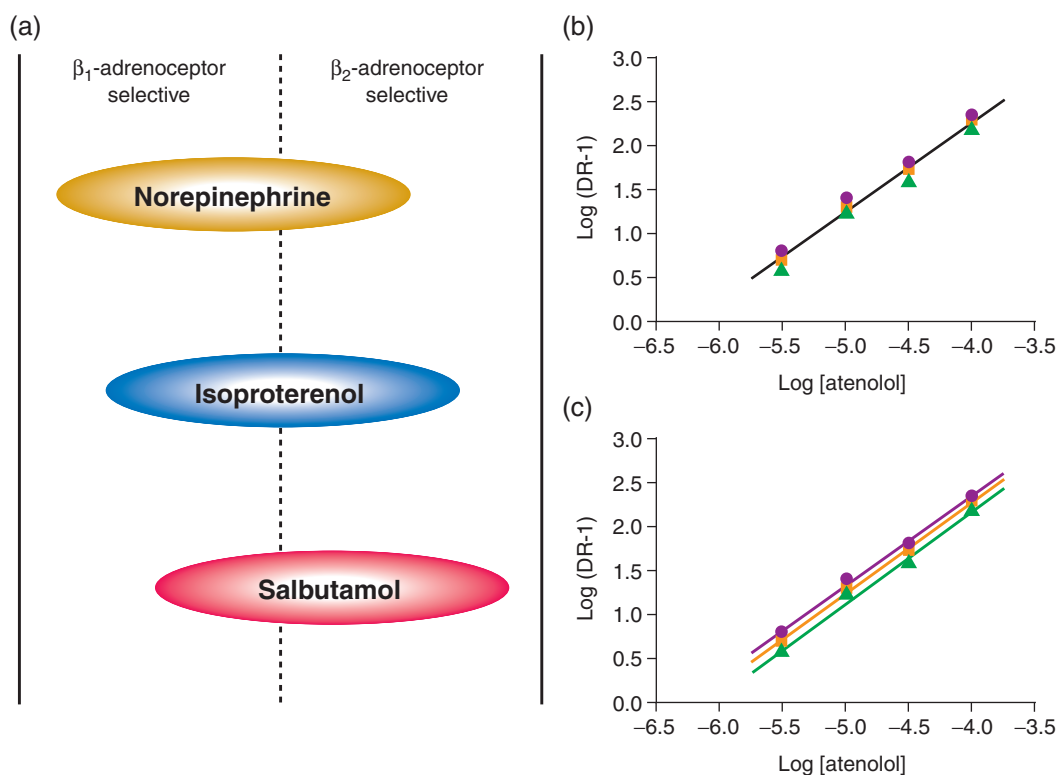 (a)
β1-adrenoceptor
selective
β2-adrenoceptor
selective
Norepinephrine
Isoproterenol
Salbutamol
(b)
3.0
2.5
2.0
1.5
1.0
0.5
0.0
Log (DR-1)
–6.5 –6.0 –5.5 –5.0 –4.5 –4.0 –3.5
Log [atenolol]
(c)
3.0
2.5
2.0
1.5
1.0
0.5
0.0
Log (DR-1)
–6.5 –6.0 –5.5 –5.0 –4.5 –4.0 –3.5
Log [atenolol]